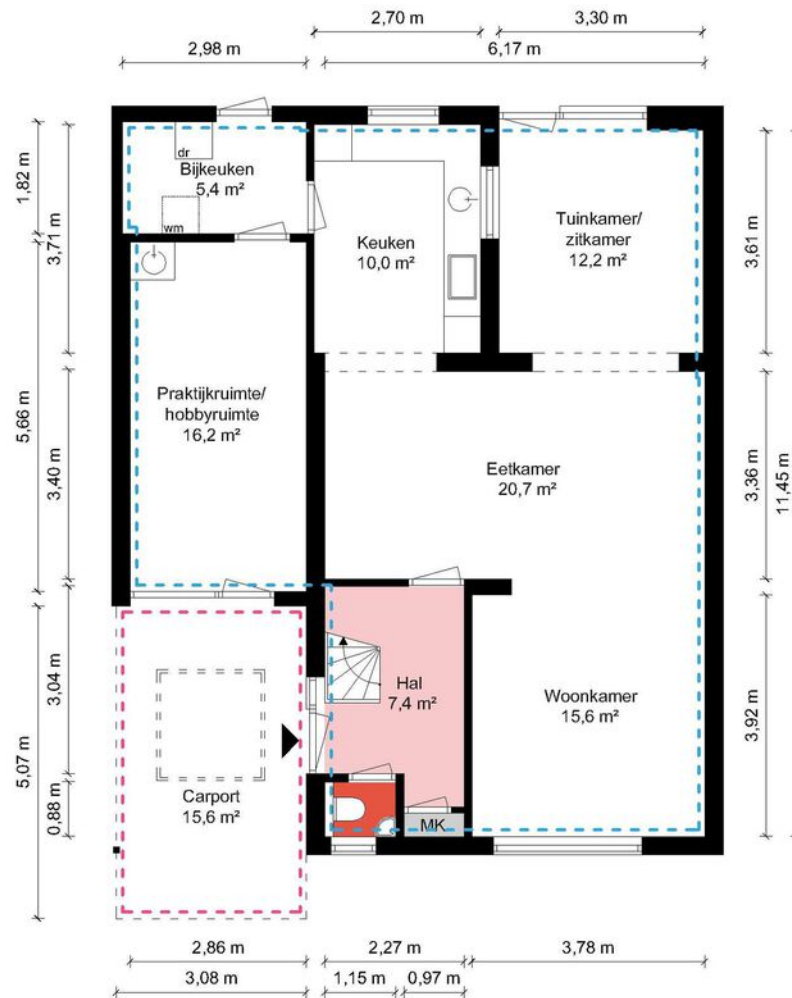 2,70 m
3,30 m
2,98 m
6,17 m
1,82 m
3,71 m
5,66 m
3,40 m
3,04 m
5,07 m
0,88 m
dr
Bijkeuken
5,4 m²
wm
Keuken
10,0 m²
Tuinkamer/
zitkamer
12,2 m²
Praktijkruimte/
hobbyruimte
16,2 m²
Eetkamer
20,7 m²
Hal
7,4 m²
Woonkamer
15,6 m²
Carport
15,6 m²
MK
3,61 m
3,36 m
11,45 m
3,92 m
2,86 m
2,27 m
3,78 m
3,08 m
1,15 m
0,97 m